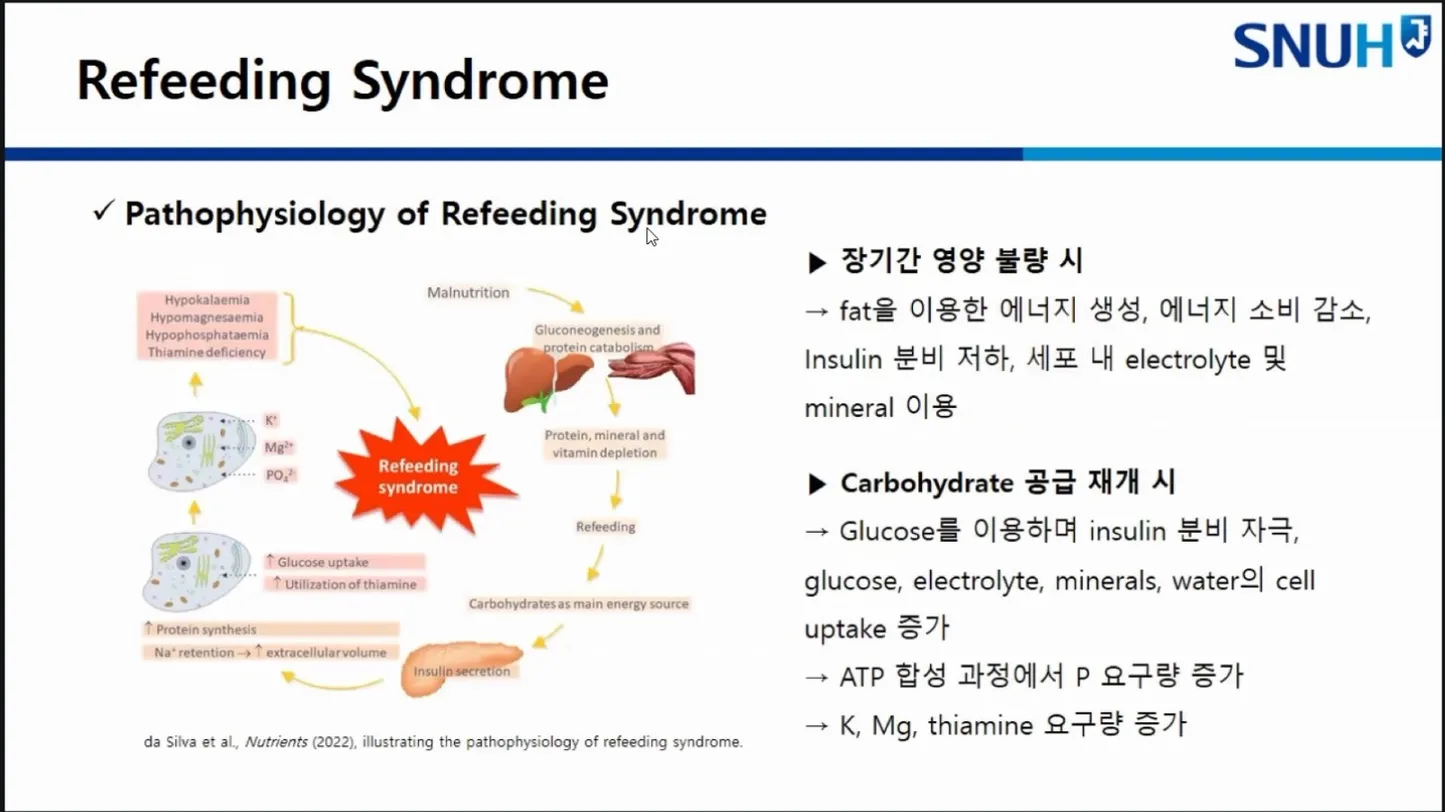 SNUH
Refeeding Syndrome
✓ Pathophysiology of Refeeding Syndrome
Malnutrition
Gluconeogenesis and
protein catabolism
Protein, mineral and
vitamin depletion
Refeeding
Carbohydrates as main energy source
Insulin secretion
↑ Protein synthesis
Na⁺ retention → ↑ extracellular volume
↑ Glucose uptake
↑ Utilization of thiamine
K⁺
Mg²⁺
PO₄²⁻
Hypokalaemia
Hypomagnesaemia
Hypophosphataemia
Thiamine deficiency
Refeeding
syndrome
da Silva et al., Nutrients (2022), illustrating the pathophysiology of refeeding syndrome.
▶ 장기간 영양 불량 시
→ fat을 이용한 에너지 생성, 에너지 소비 감소,
Insulin 분비 저하, 세포 내 electrolyte 및
mineral 이용
▶ Carbohydrate 공급 재개 시
→ Glucose를 이용하며 insulin 분비 자극,
glucose, electrolyte, minerals, water의 cell
uptake 증가
→ ATP 합성 과정에서 P 요구량 증가
→ K, Mg, thiamine 요구량 증가